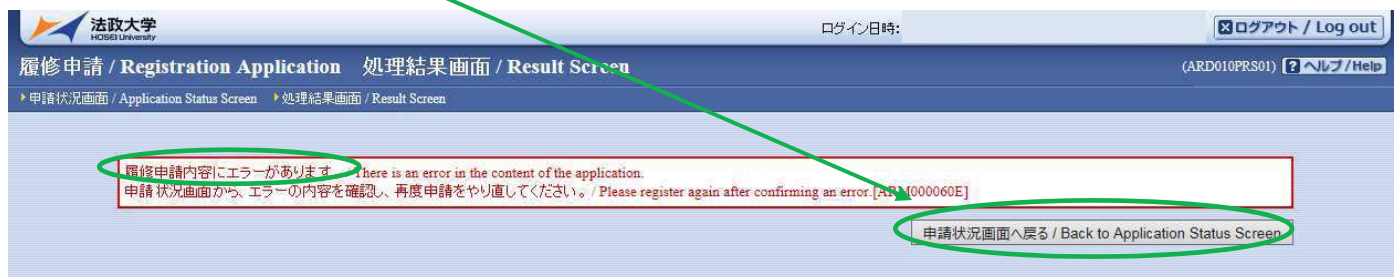 法政大学
HOSEI University
ログイン日時:
ログアウト / Log out
履修申請 / Registration Application 処理結果画面 / Result Screen
(ARD010PRS01) ? ヘルプ/Help
申請状況画面 / Application Status Screen 処理結果画面 / Result Screen
履修申請内容にエラーがあります。/ There is an error in the content of the application.
申請状況画面から、エラーの内容を確認し、再度申請をやり直してください。/ Please register again after confirming an error.[ARM000060E]
申請状況画面へ戻る / Back to Application Status Screen